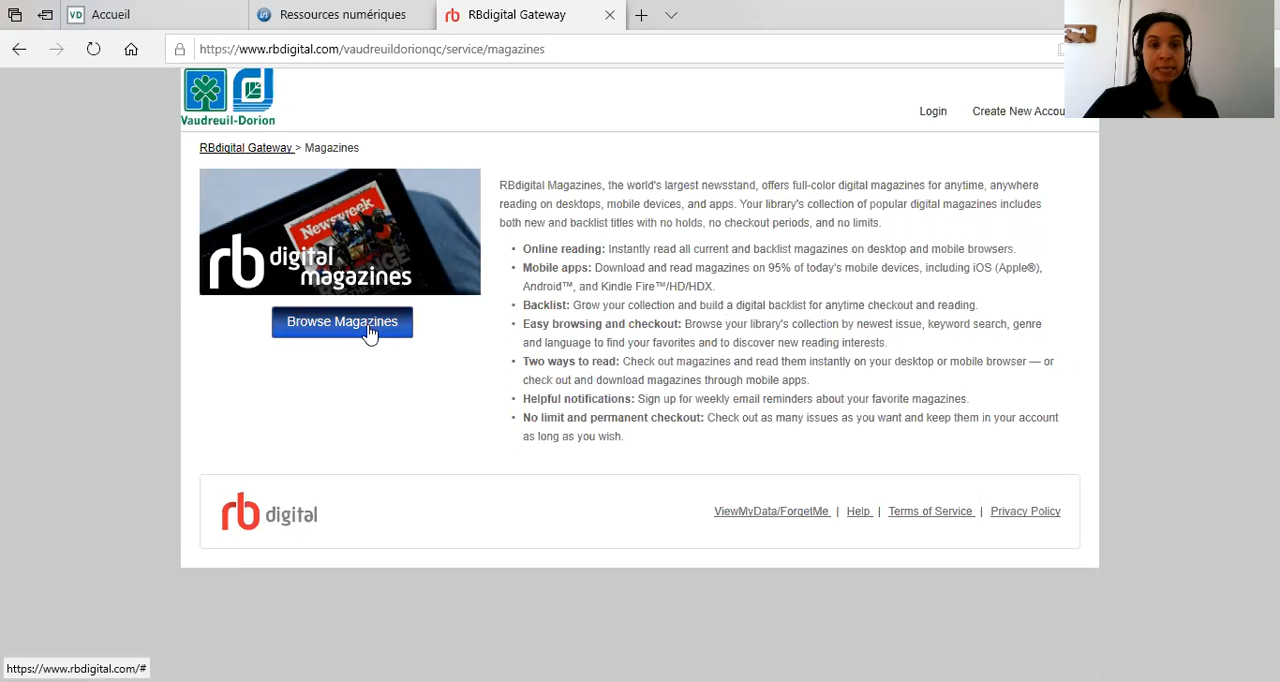 VD Accueil
Ressources numériques
RBdigital Gateway
https://www.rbdigital.com/vaudreuildorionqc/service/magazines
Vaudreuil-Dorion
Login
Create New Accou
RBdigital Gateway > Magazines
Newsweek
rb digital magazines
Browse Magazines
RBdigital Magazines, the world's largest newsstand, offers full-color digital magazines for anytime, anywhere
reading on desktops, mobile devices, and apps. Your library's collection of popular digital magazines includes
both new and backlist titles with no holds, no checkout periods, and no limits.
• Online reading: Instantly read all current and backlist magazines on desktop and mobile browsers.
• Mobile apps: Download and read magazines on 95% of today's mobile devices, including iOS (Apple®),
Android™, and Kindle Fire™/HD/HDX.
• Backlist: Grow your collection and build a digital backlist for anytime checkout and reading.
• Easy browsing and checkout: Browse your library's collection by newest issue, keyword search, genre
and language to find your favorites and to discover new reading interests.
• Two ways to read: Check out magazines and read them instantly on your desktop or mobile browser — or
check out and download magazines through mobile apps.
• Helpful notifications: Sign up for weekly email reminders about your favorite magazines.
• No limit and permanent checkout: Check out as many issues as you want and keep them in your account
as long as you wish.
rb digital
ViewMyData/ForgetMe | Help | Terms of Service | Privacy Policy
https://www.rbdigital.com/#